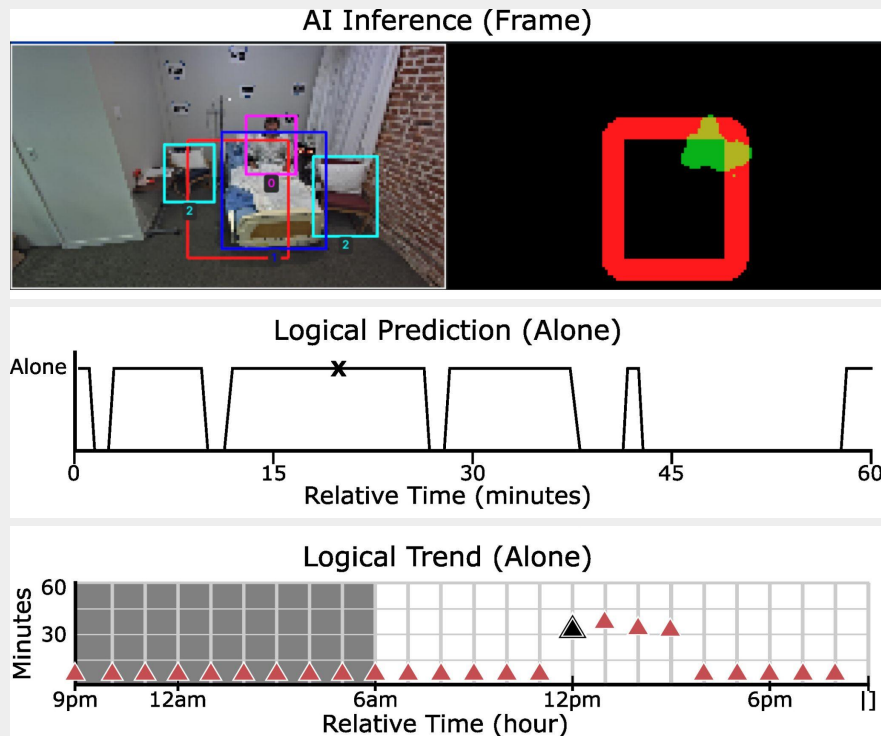 AI Inference (Frame)
0
2
2
1
Logical Prediction (Alone)
Alone
x
0 15 30 45 60
Relative Time (minutes)
Logical Trend (Alone)
60
30
Minutes
9pm 12am 6am 12pm 6pm []
Relative Time (hour)